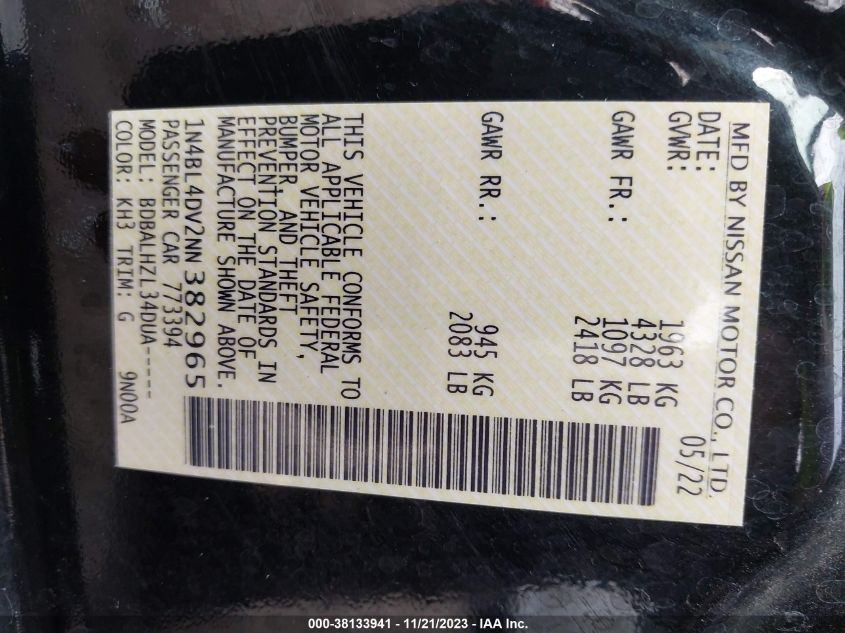 MFD BY NISSAN MOTOR CO., LTD.
DATE: 05/22
GVWR: 1963 KG
4328 LB
GAWR FR.: 1097 KG
2418 LB
GAWR RR.: 945 KG
2083 LB
THIS VEHICLE CONFORMS TO
ALL APPLICABLE FEDERAL
MOTOR VEHICLE SAFETY,
BUMPER, AND THEFT
PREVENTION STANDARDS IN
EFFECT ON THE DATE OF
MANUFACTURE SHOWN ABOVE.
1N4BL4DV2NN382965
PASSENGER CAR 773394
MODEL: BDBALHZL34DUA-----
COLOR: KH3 TRIM: G 9N00A
000-38133941 - 11/21/2023 - IAA Inc.